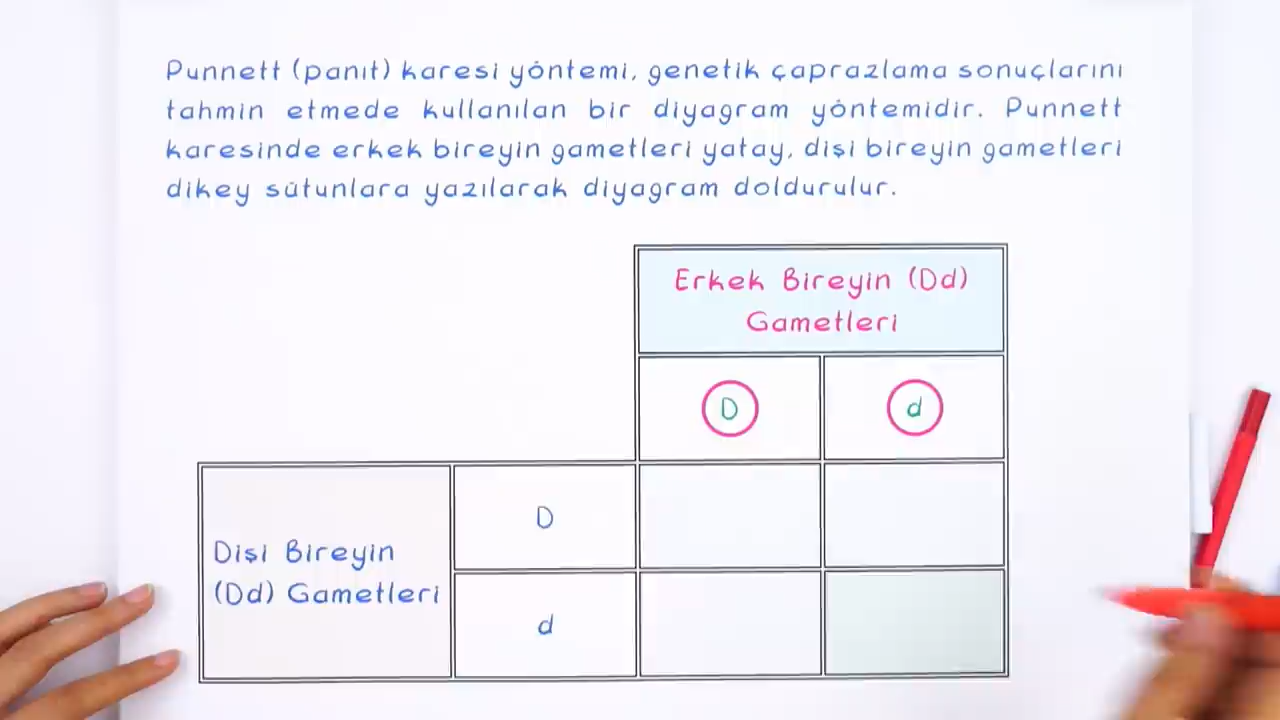 Punnett (panıt) karesi yöntemi, genetik çaprazlama sonuçlarını
tahmin etmede kullanılan bir diyagram yöntemidir. Punnett
karesinde erkek bireyin gametleri yatay, dişi bireyin gametleri
dikey sütunlara yazılarak diyagram doldurulur.
Erkek Bireyin (Dd)
Gametleri
D
d
Dişi Bireyin
(Dd) Gametleri
D
d